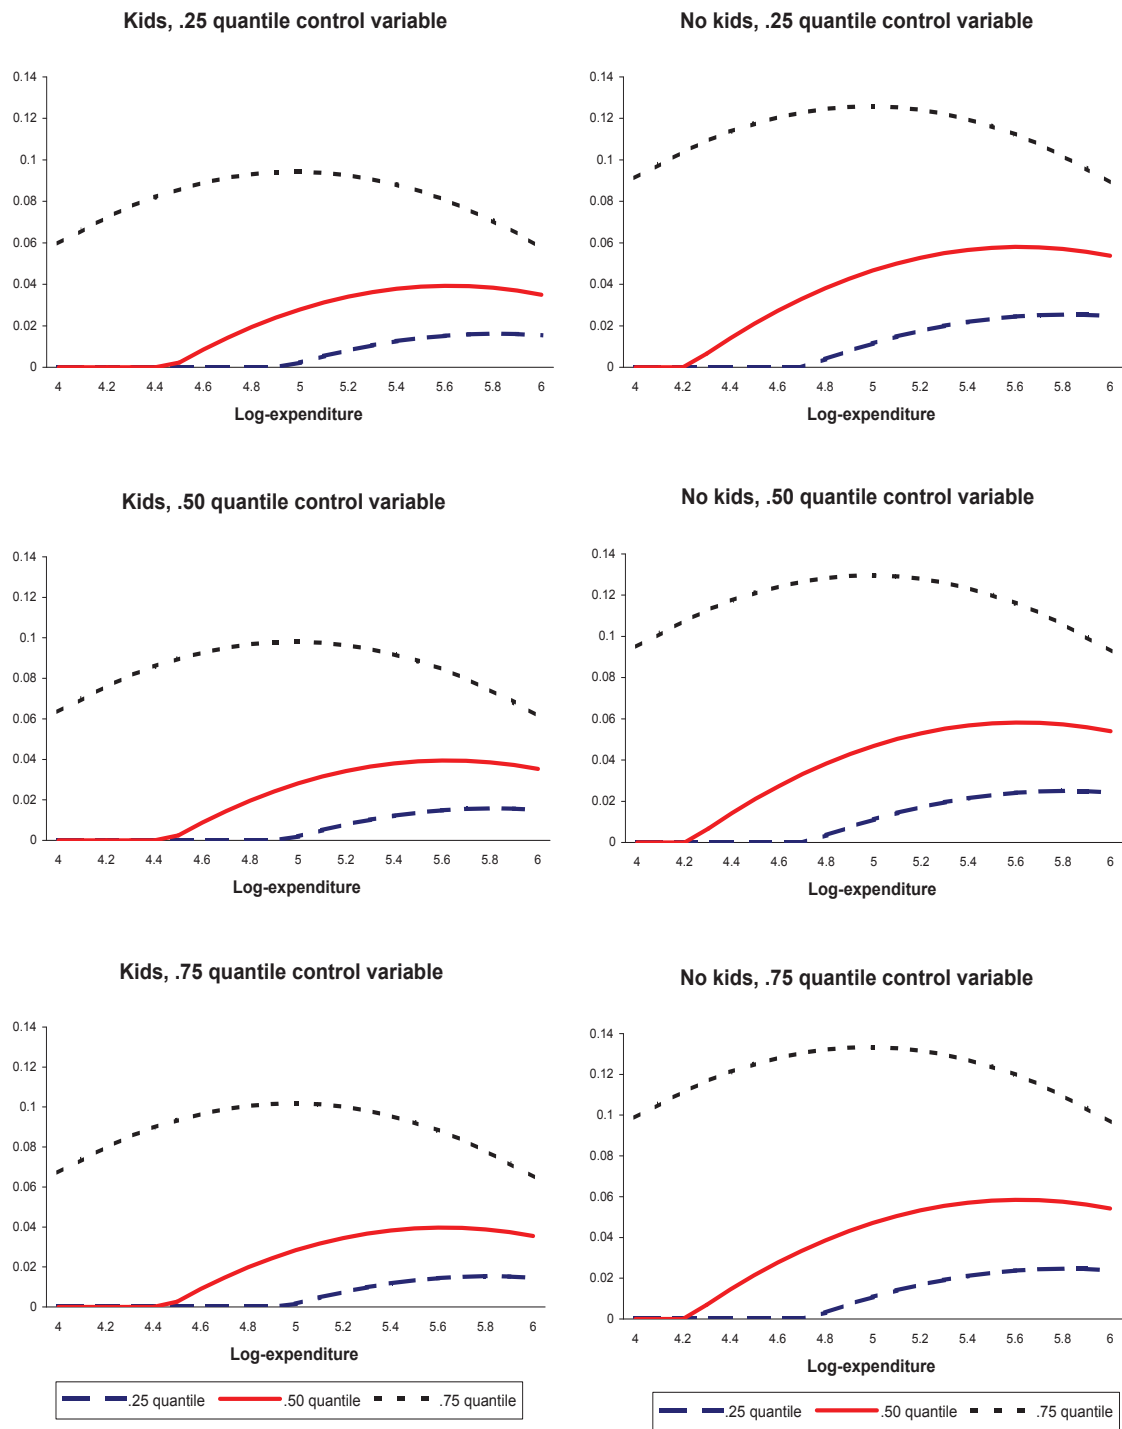 Kids, .25 quantile control variable
0.14
0.12
0.1
0.08
0.06
0.04
0.02
0
4 4.2 4.4 4.6 4.8 5 5.2 5.4 5.6 5.8 6
Log-expenditure
No kids, .25 quantile control variable
0.14
0.12
0.1
0.08
0.06
0.04
0.02
0
4 4.2 4.4 4.6 4.8 5 5.2 5.4 5.6 5.8 6
Log-expenditure
Kids, .50 quantile control variable
0.14
0.12
0.1
0.08
0.06
0.04
0.02
0
4 4.2 4.4 4.6 4.8 5 5.2 5.4 5.6 5.8 6
Log-expenditure
No kids, .50 quantile control variable
0.14
0.12
0.1
0.08
0.06
0.04
0.02
0
4 4.2 4.4 4.6 4.8 5 5.2 5.4 5.6 5.8 6
Log-expenditure
Kids, .75 quantile control variable
0.14
0.12
0.1
0.08
0.06
0.04
0.02
0
4 4.2 4.4 4.6 4.8 5 5.2 5.4 5.6 5.8 6
Log-expenditure
.25 quantile .50 quantile .75 quantile
No kids, .75 quantile control variable
0.14
0.12
0.1
0.08
0.06
0.04
0.02
0
4 4.2 4.4 4.6 4.8 5 5.2 5.4 5.6 5.8 6
Log-expenditure
.25 quantile .50 quantile .75 quantile